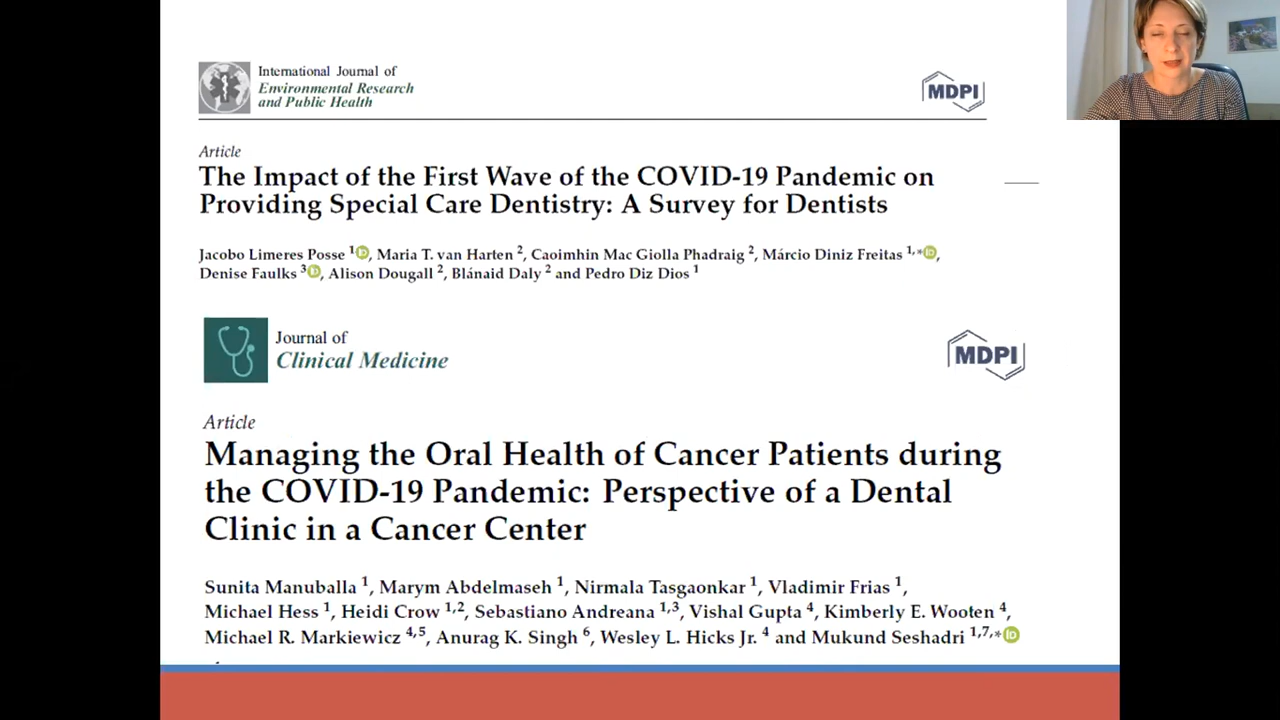 International Journal of
Environmental Research
and Public Health
MDPI
Article
The Impact of the First Wave of the COVID-19 Pandemic on
Providing Special Care Dentistry: A Survey for Dentists
Jacobo Limeres Posse 1 iD, Maria T. van Harten 2, Caoimhin Mac Giolla Phadraig 2, Márcio Diniz Freitas 1,* iD,
Denise Faulks 3 iD, Alison Dougall 2, Blánaid Daly 2 and Pedro Diz Dios 1
Journal of
Clinical Medicine
MDPI
Article
Managing the Oral Health of Cancer Patients during
the COVID-19 Pandemic: Perspective of a Dental
Clinic in a Cancer Center
Sunita Manuballa 1, Marym Abdelmaseh 1, Nirmala Tasgaonkar 1, Vladimir Frias 1,
Michael Hess 1, Heidi Crow 1,2, Sebastiano Andreana 1,3, Vishal Gupta 4, Kimberly E. Wooten 4,
Michael R. Markiewicz 4,5, Anurag K. Singh 6, Wesley L. Hicks Jr. 4 and Mukund Seshadri 1,7,* iD